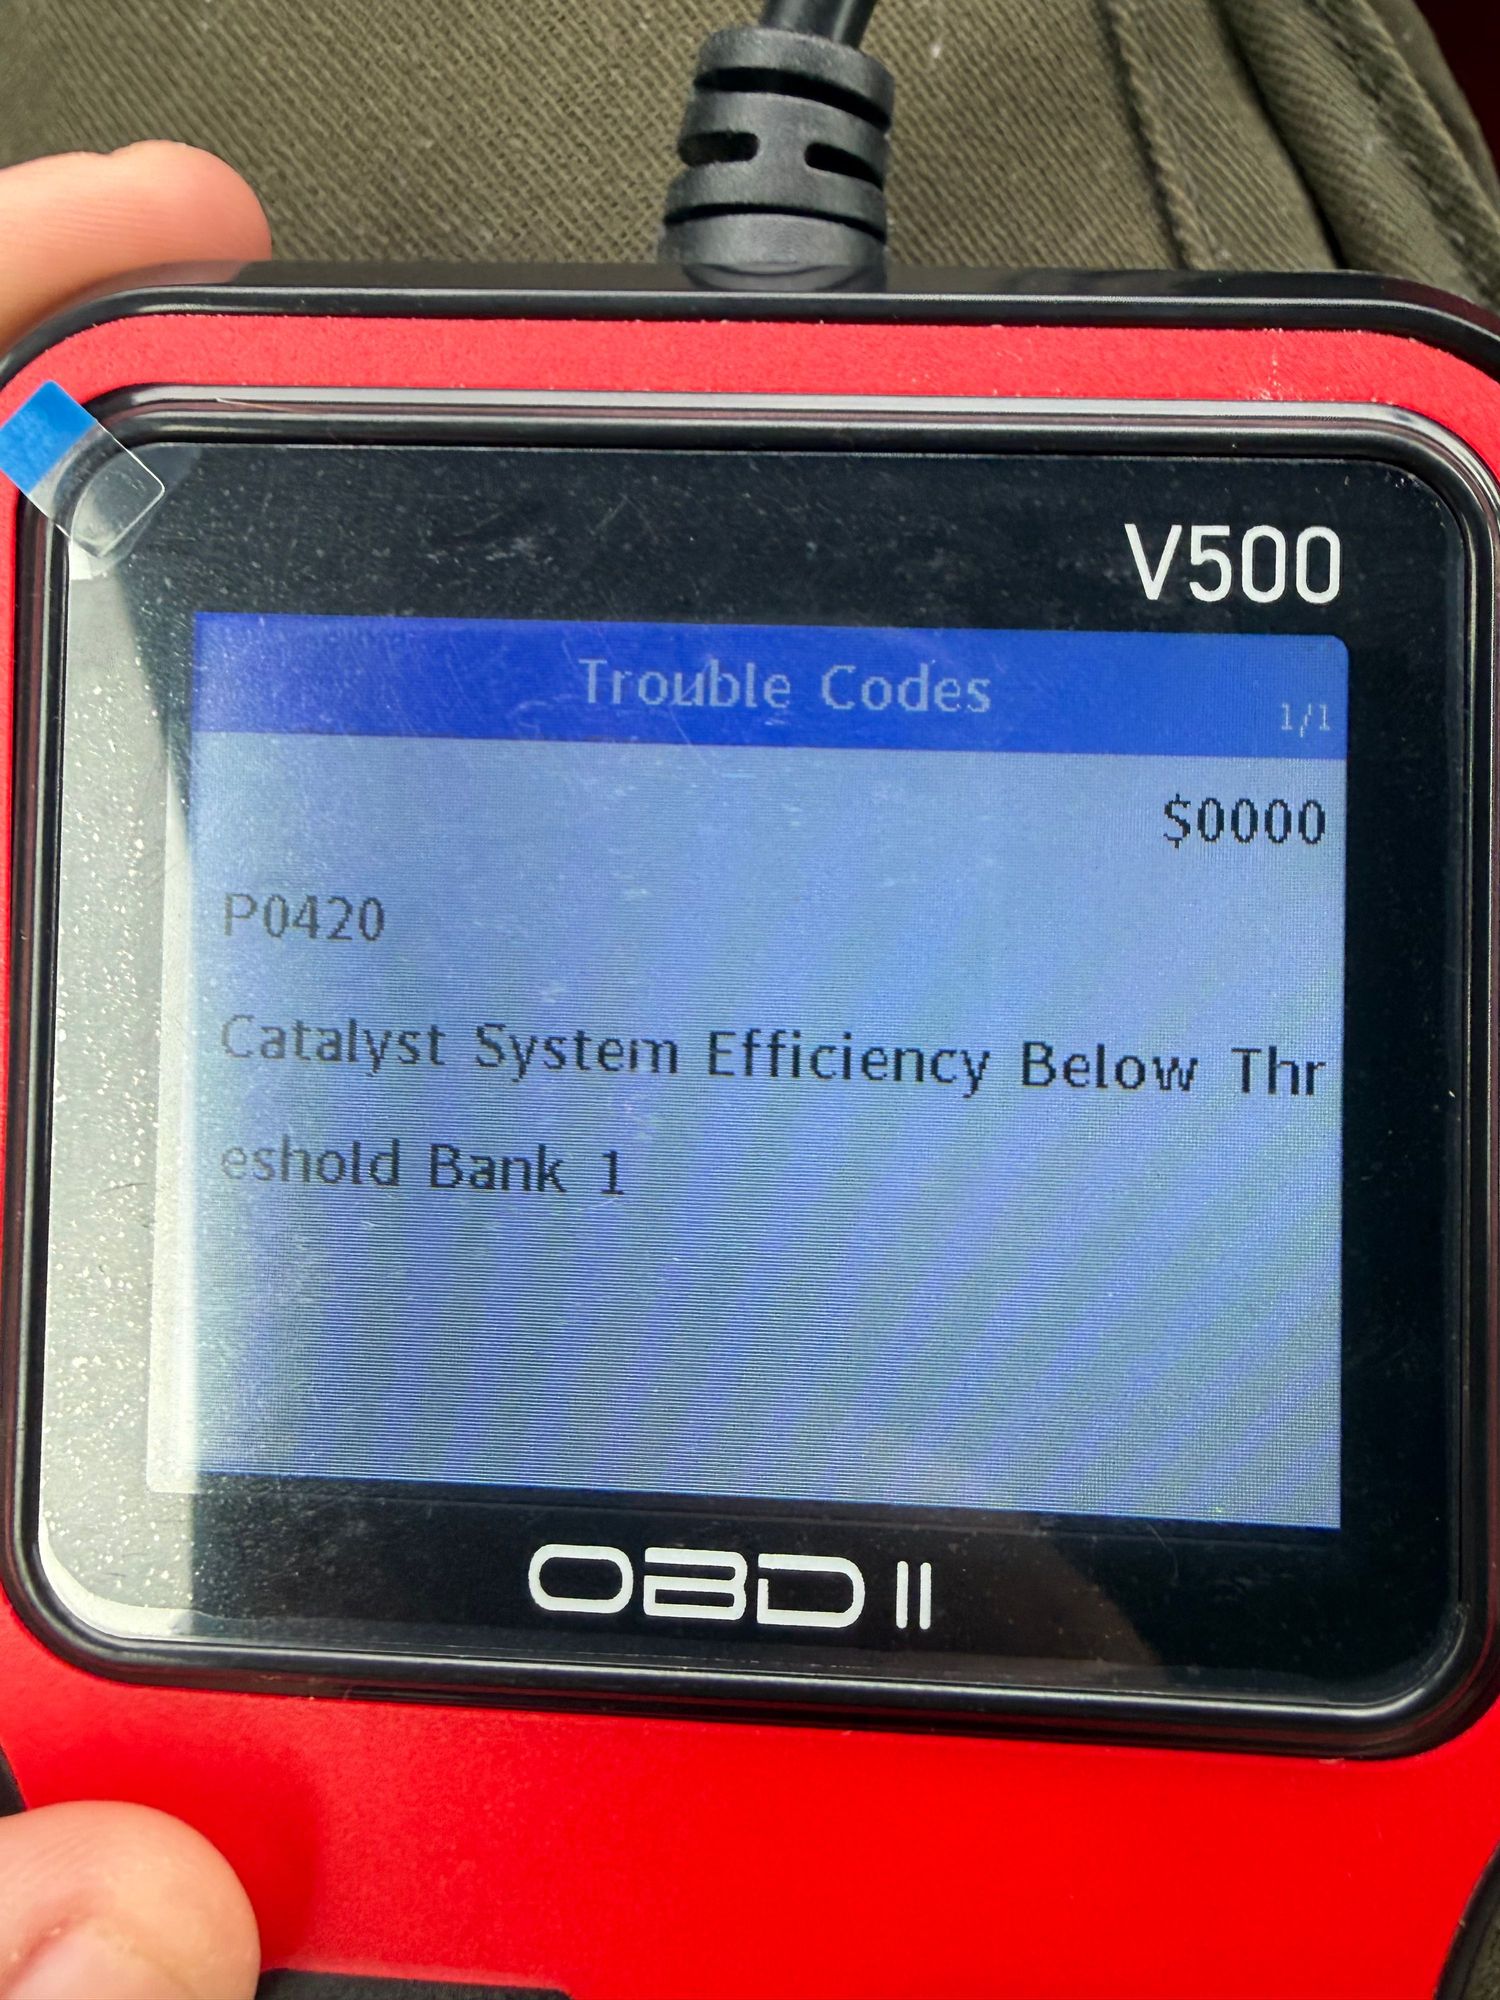 V500
Trouble Codes
1/1
$0000
P0420
Catalyst System Efficiency Below Thr
eshold Bank 1
OBD II